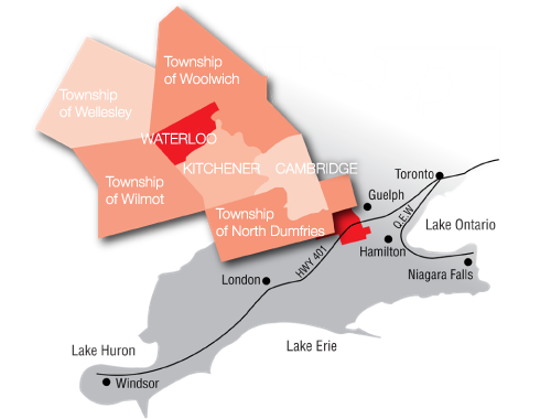 Township
of Woolwich
Township
of Wellesley
WATERLOO
KITCHENER
CAMBRIDGE
Township
of Wilmot
Township
of North Dumfries
Toronto
Guelph
Q.E.W
Lake Ontario
Hamilton
HWY 401
Niagara Falls
London
Lake Erie
Lake Huron
Windsor